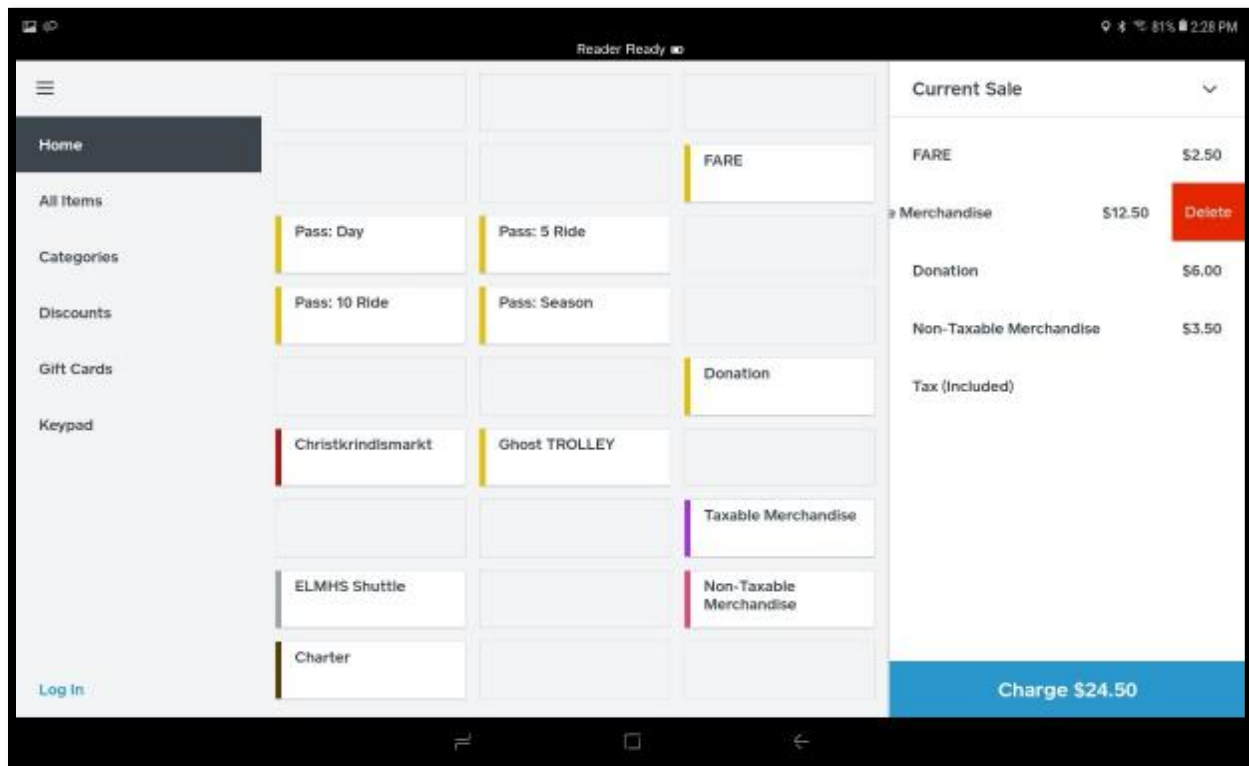 81% 2:28 PM
Reader Ready
Home
All Items
Categories
Discounts
Gift Cards
Keypad
Log In
FARE
Pass: Day
Pass: 5 Ride
Pass: 10 Ride
Pass: Season
Donation
Christkrindlsmarkt
Ghost TROLLEY
Taxable Merchandise
ELMHS Shuttle
Non-Taxable
Merchandise
Charter
Current Sale
FARE $2.50
e Merchandise $12.50 Delete
Donation $6.00
Non-Taxable Merchandise $3.50
Tax (Included)
Charge $24.50